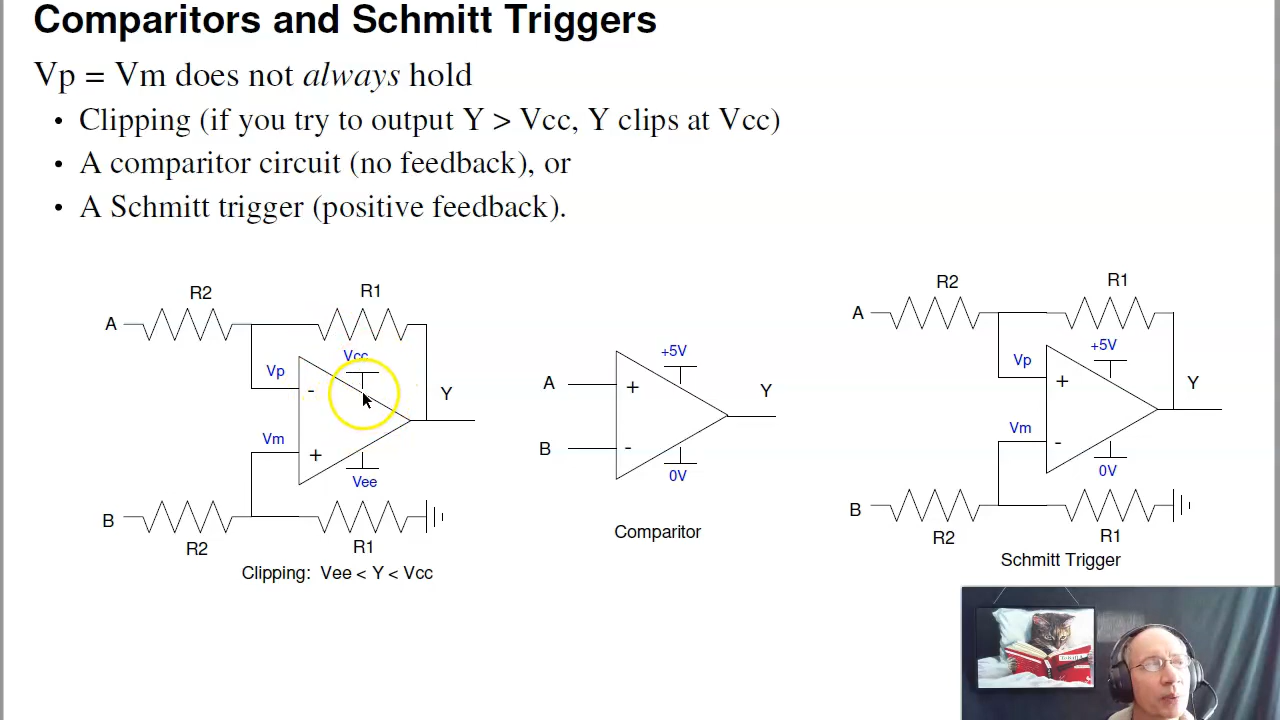 Comparitors and Schmitt Triggers
Vp = Vm does not always hold
• Clipping (if you try to output Y > Vcc, Y clips at Vcc)
• A comparitor circuit (no feedback), or
• A Schmitt trigger (positive feedback).
R2
R1
A
Vcc
Vp
-
Y
Vm
+
Vee
B
R2
R1
Clipping: Vee < Y < Vcc
+5V
A
+
Y
B
-
0V
Comparitor
R2
R1
A
+5V
Vp
+
Y
Vm
-
0V
B
R2
R1
Schmitt Trigger